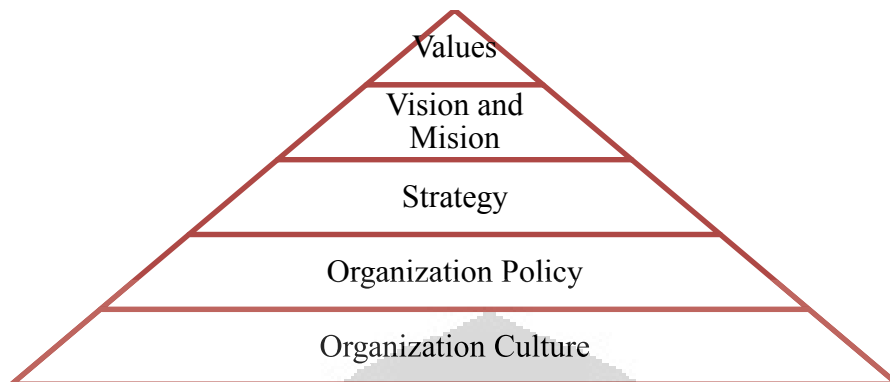 Values
Vision and
Mision
Strategy
Organization Policy
Organization Culture